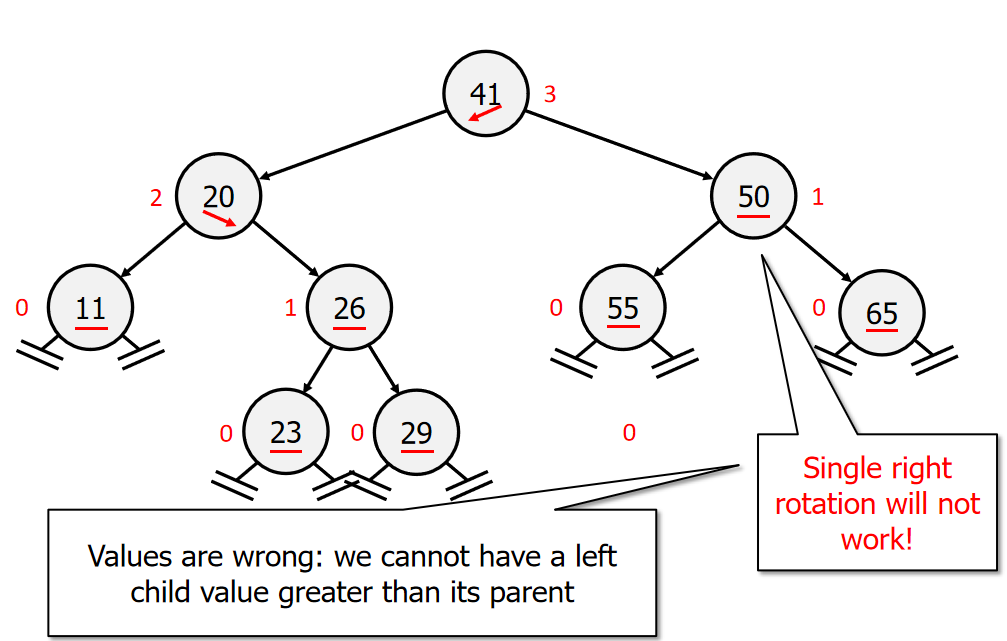 41 3
2 20 50 1
0 11 1 26 0 55 0 65
0 23 0 29 0
Single right
rotation will not
work!
Values are wrong: we cannot have a left
child value greater than its parent